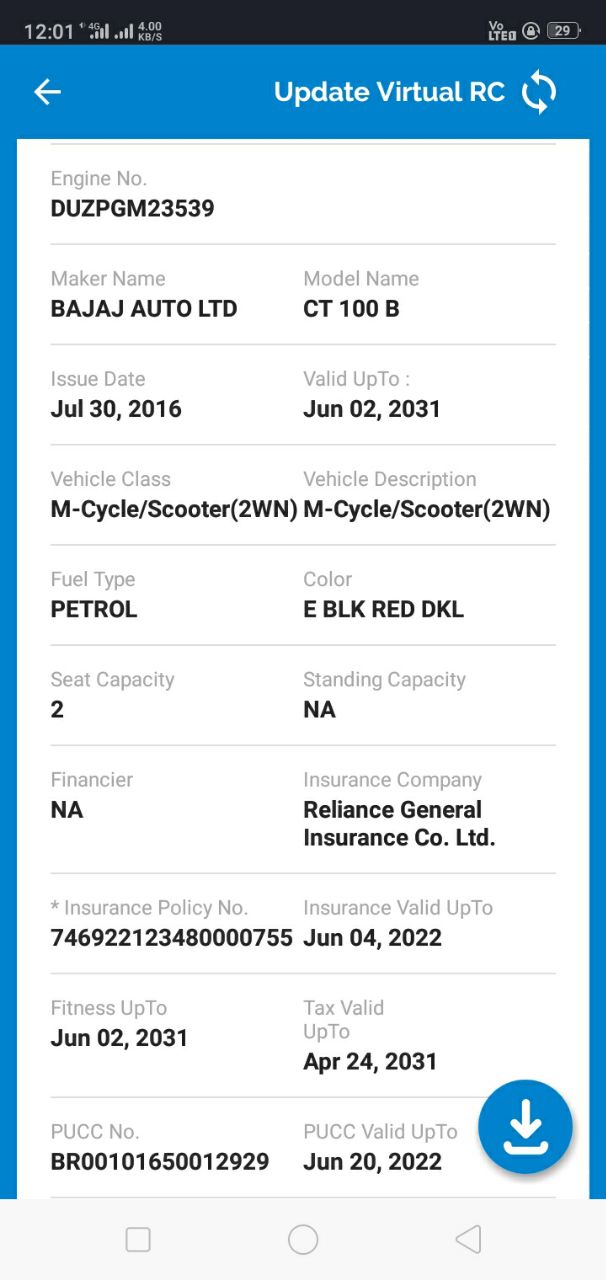 12:01 4G 4.00 KB/S Vo LTE 29
Update Virtual RC
Engine No.
DUZPGM23539
Maker Name Model Name
BAJAJ AUTO LTD CT 100 B
Issue Date Valid UpTo :
Jul 30, 2016 Jun 02, 2031
Vehicle Class Vehicle Description
M-Cycle/Scooter(2WN) M-Cycle/Scooter(2WN)
Fuel Type Color
PETROL E BLK RED DKL
Seat Capacity Standing Capacity
2 NA
Financier Insurance Company
NA Reliance General
Insurance Co. Ltd.
* Insurance Policy No. Insurance Valid UpTo
746922123480000755 Jun 04, 2022
Fitness UpTo Tax Valid
UpTo
Jun 02, 2031
Apr 24, 2031
PUCC No. PUCC Valid UpTo
BR00101650012929 Jun 20, 2022